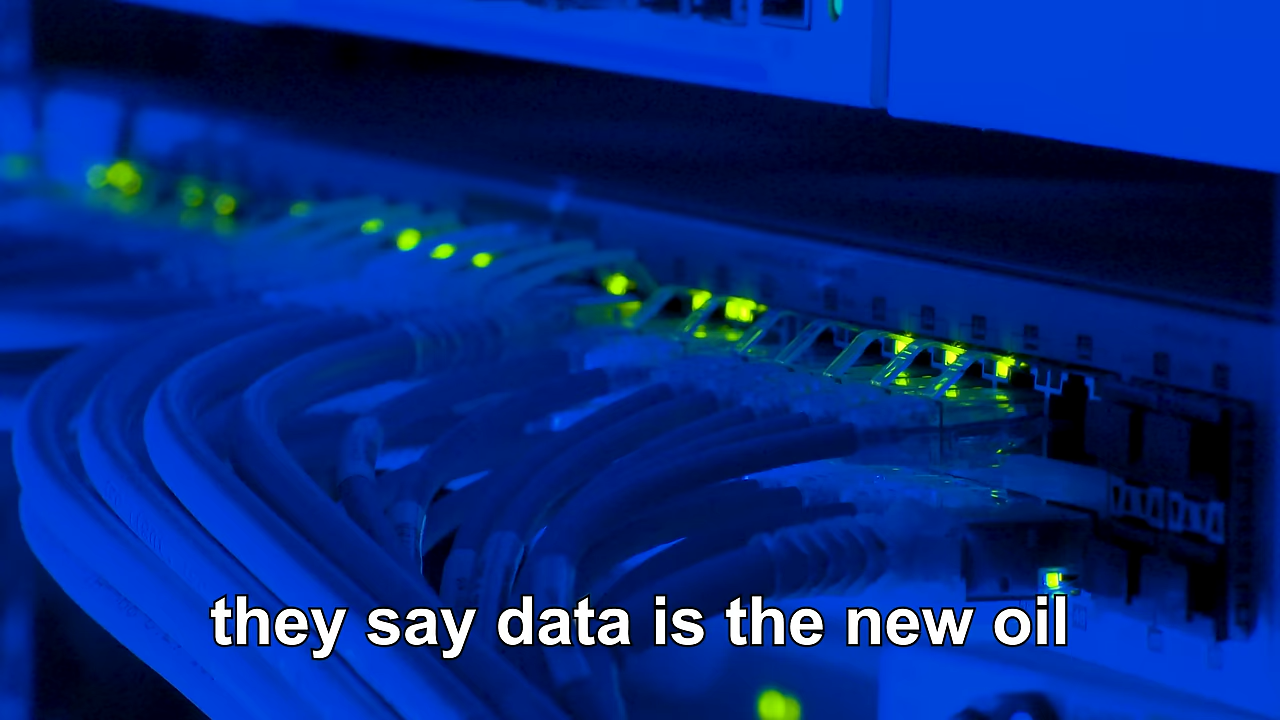 they say data is the new oil